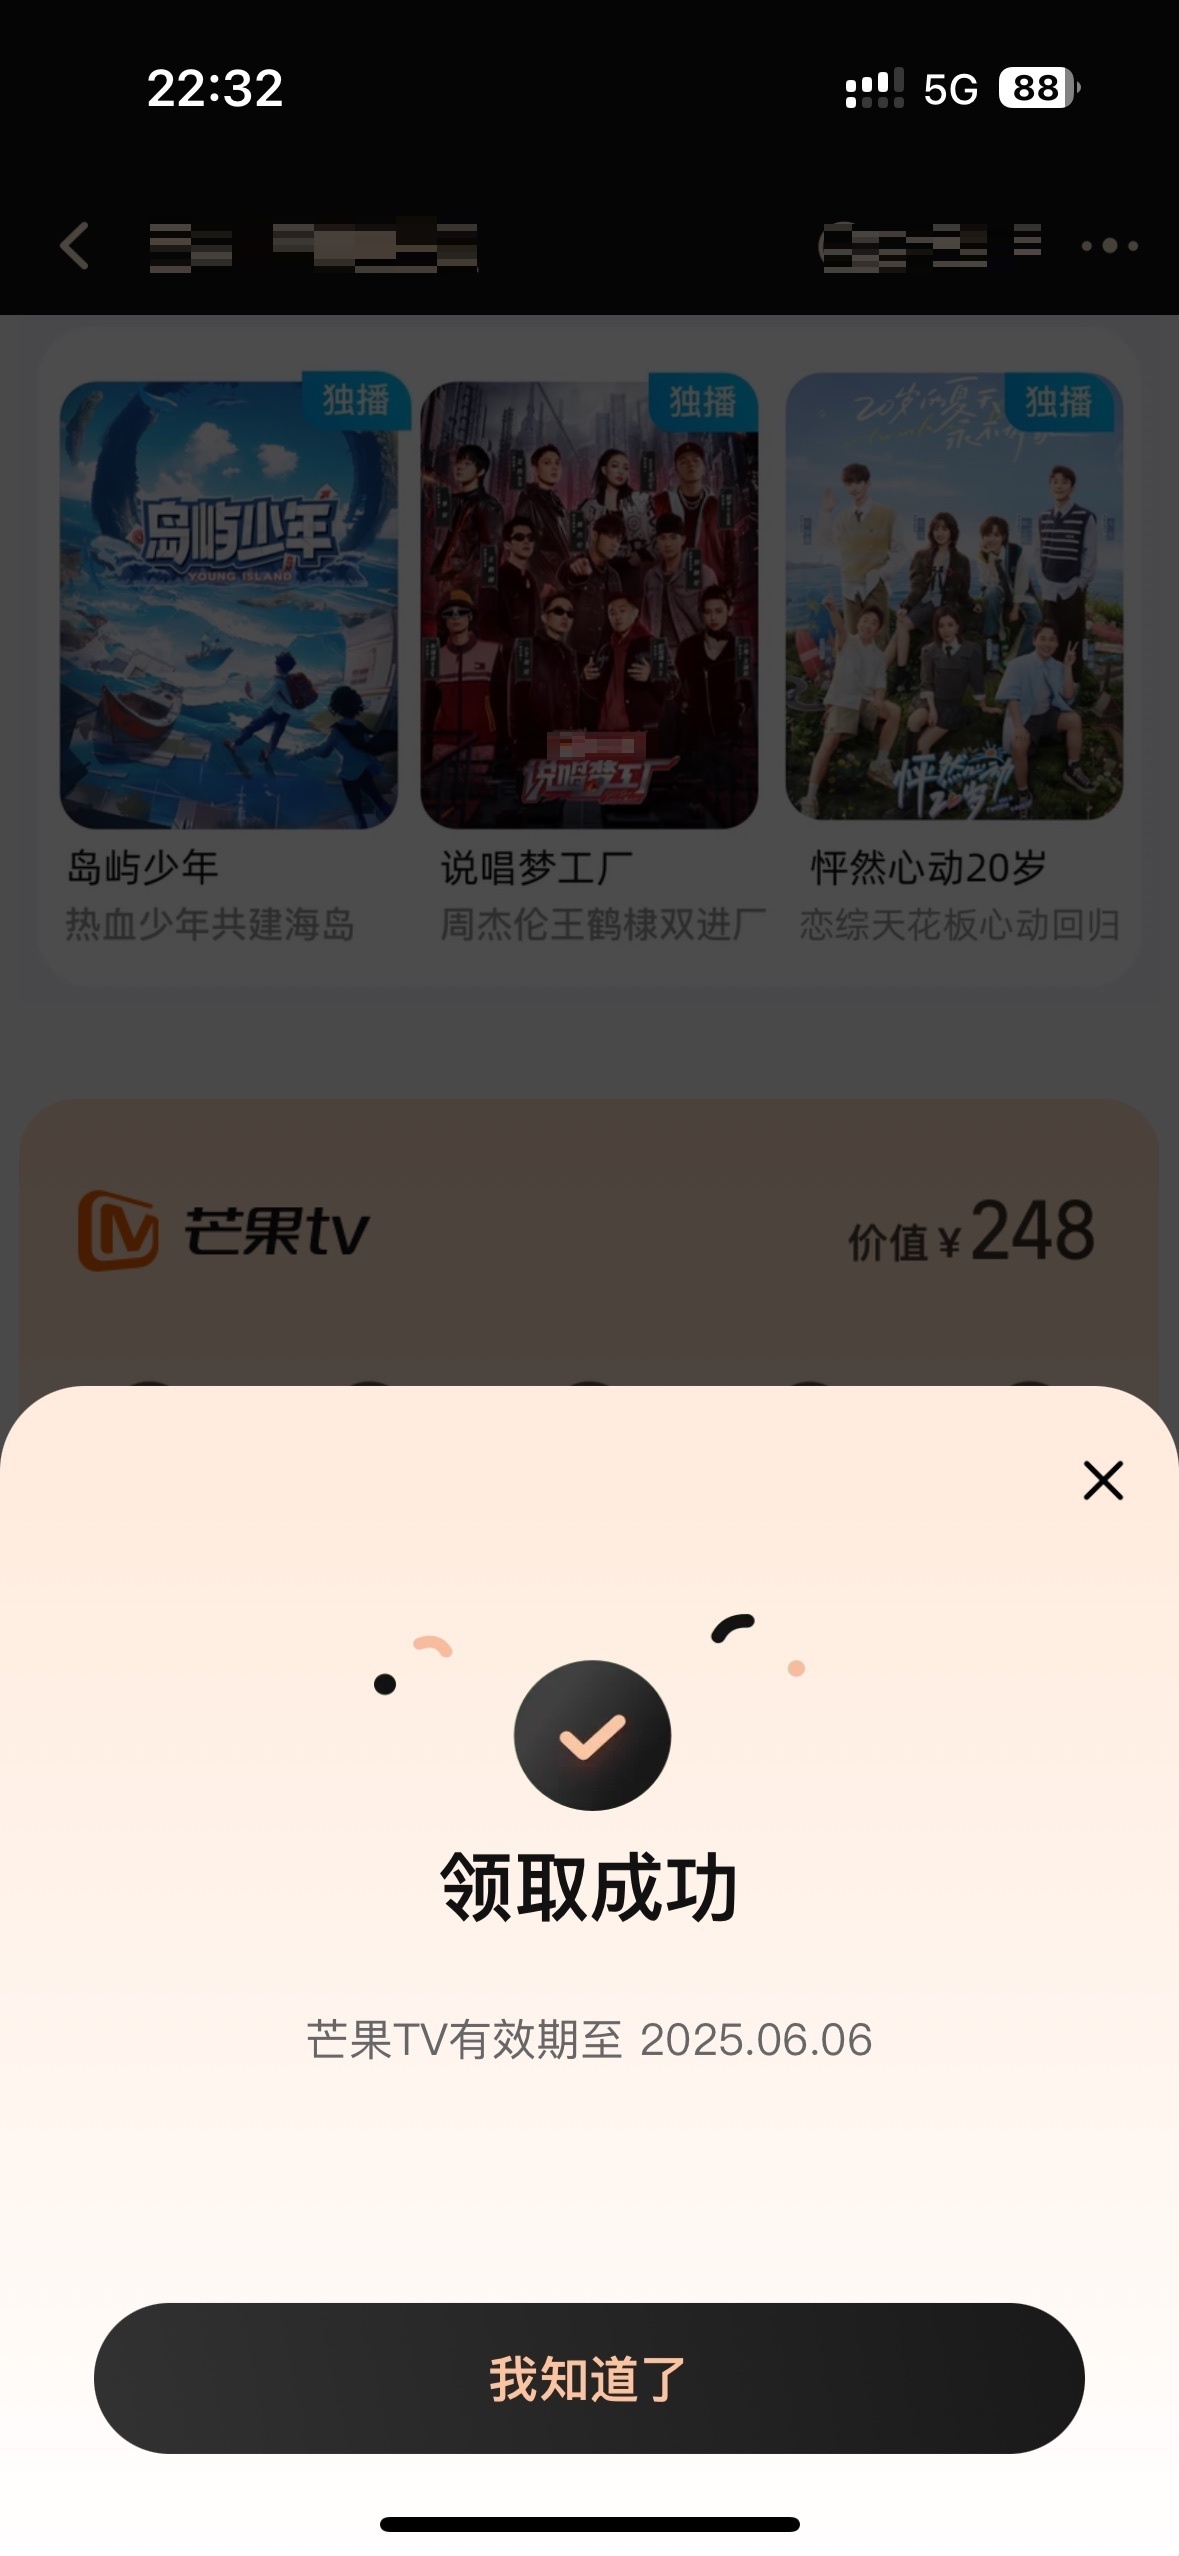 22:32
5G
88
独播
独播
独播
20岁的夏天
岛屿少年
YOUNG ISLAND
说唱梦工厂
怦然心动
20岁
岛屿少年
说唱梦工厂
怦然心动20岁
热血少年共建海岛
周杰伦王鹤棣双进厂
恋综天花板心动回归
芒果tv
价值¥248
领取成功
芒果TV有效期至 2025.06.06
我知道了